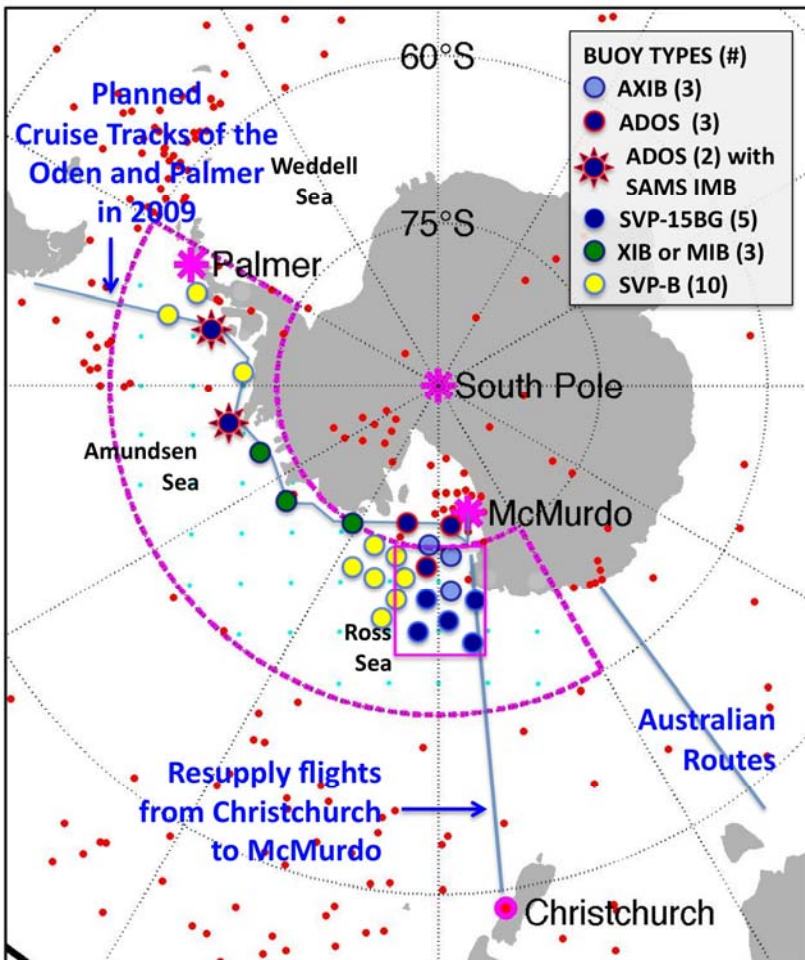 60°S
Planned
Cruise Tracks of the
Oden and Palmer
in 2009
Weddell
Sea
75°S
BUOY TYPES (#)
AXIB (3)
ADOS (3)
ADOS (2) with
SAMS IMB
SVP-15BG (5)
XIB or MIB (3)
SVP-B (10)
Palmer
South Pole
Amundsen
Sea
McMurdo
Ross
Sea
Australian
Routes
Resupply flights
from Christchurch
to McMurdo
Christchurch